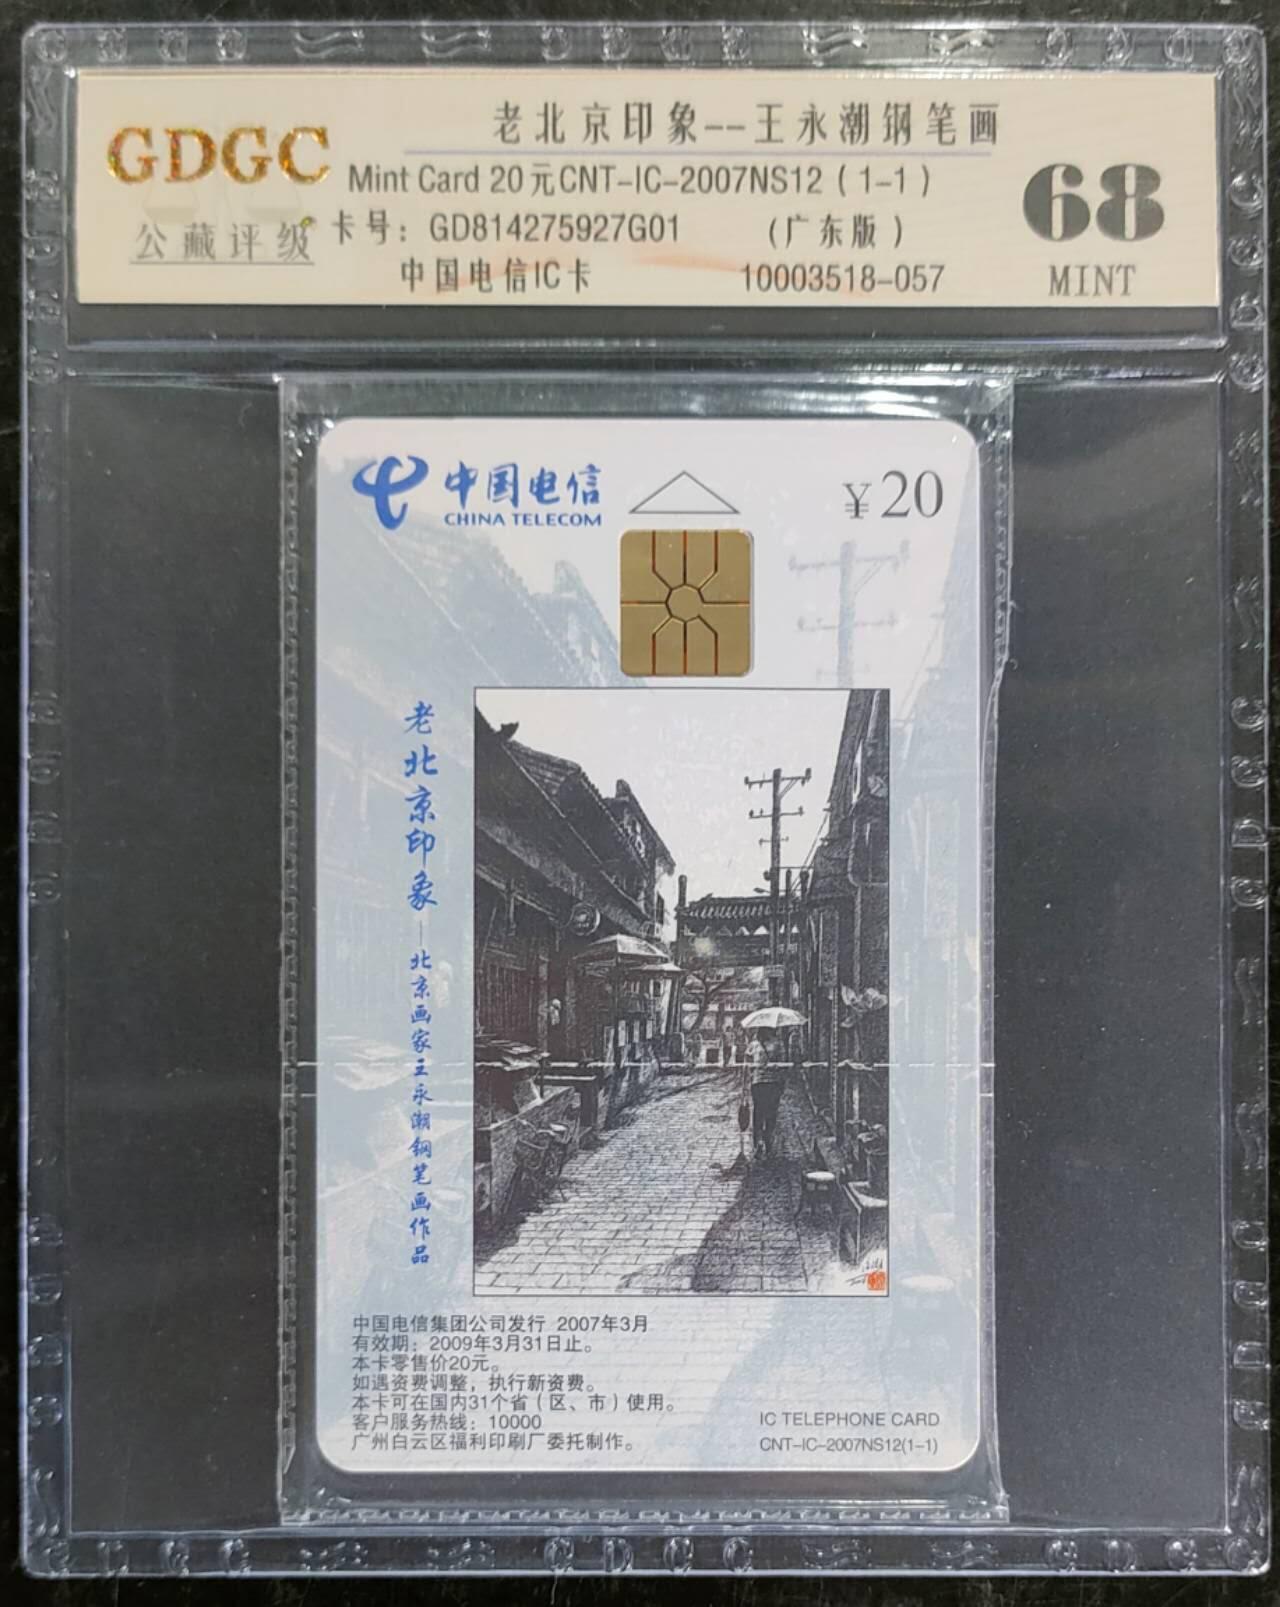 GDGC
公藏评级
老北京印象--王永潮钢笔画
Mint Card 20元CNT-IC-2007NS12(1-1)
卡号：GD814275927G01 (广东版)
中国电信IC卡 10003518-057
68
MINT
中国电信
CHINA TELECOM
¥20
老北京印象—北京画家王永潮钢笔画作品
中国电信集团公司发行 2007年3月
有效期：2009年3月31日止。
本卡零售价20元。
如遇资费调整，执行新资费。
本卡可在国内31个省（区、市）使用。
客户服务热线：10000
广州白云区福利印刷厂委托制作。
IC TELEPHONE CARD
CNT-IC-2007NS12(1-1)